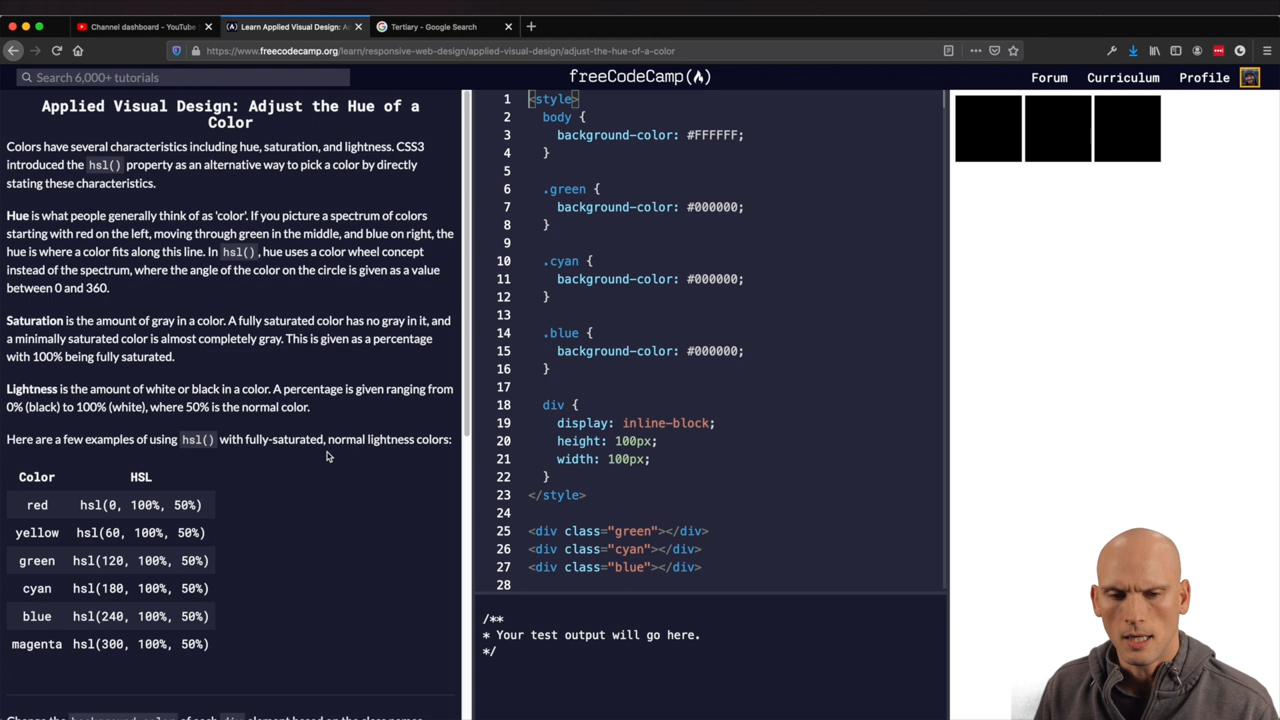 Channel dashboard - YouTube
Learn Applied Visual Design: A
Tertiary - Google Search
https://www.freecodecamp.org/learn/responsive-web-design/applied-visual-design/adjust-the-hue-of-a-color
Search 6,000+ tutorials
freeCodeCamp
Forum
Curriculum
Profile
Applied Visual Design: Adjust the Hue of a
Color
Colors have several characteristics including hue, saturation, and lightness. CSS3
introduced the hsl() property as an alternative way to pick a color by directly
stating these characteristics.
Hue is what people generally think of as 'color'. If you picture a spectrum of colors
starting with red on the left, moving through green in the middle, and blue on right, the
hue is where a color fits along this line. In hsl(), hue uses a color wheel concept
instead of the spectrum, where the angle of the color on the circle is given as a value
between 0 and 360.
Saturation is the amount of gray in a color. A fully saturated color has no gray in it, and
a minimally saturated color is almost completely gray. This is given as a percentage
with 100% being fully saturated.
Lightness is the amount of white or black in a color. A percentage is given ranging from
0% (black) to 100% (white), where 50% is the normal color.
Here are a few examples of using hsl() with fully-saturated, normal lightness colors:
Color HSL
red hsl(0, 100%, 50%)
yellow hsl(60, 100%, 50%)
green hsl(120, 100%, 50%)
cyan hsl(180, 100%, 50%)
blue hsl(240, 100%, 50%)
magenta hsl(300, 100%, 50%)
Change the background-color of each div element based on the class names
1 <style>
2 body {
3 background-color: #FFFFFF;
4 }
5
6 .green {
7 background-color: #000000;
8 }
9
10 .cyan {
11 background-color: #000000;
12 }
13
14 .blue {
15 background-color: #000000;
16 }
17
18 div {
19 display: inline-block;
20 height: 100px;
21 width: 100px;
22 }
23 </style>
24
25 <div class="green"></div>
26 <div class="cyan"></div>
27 <div class="blue"></div>
28
/**
* Your test output will go here.
*/